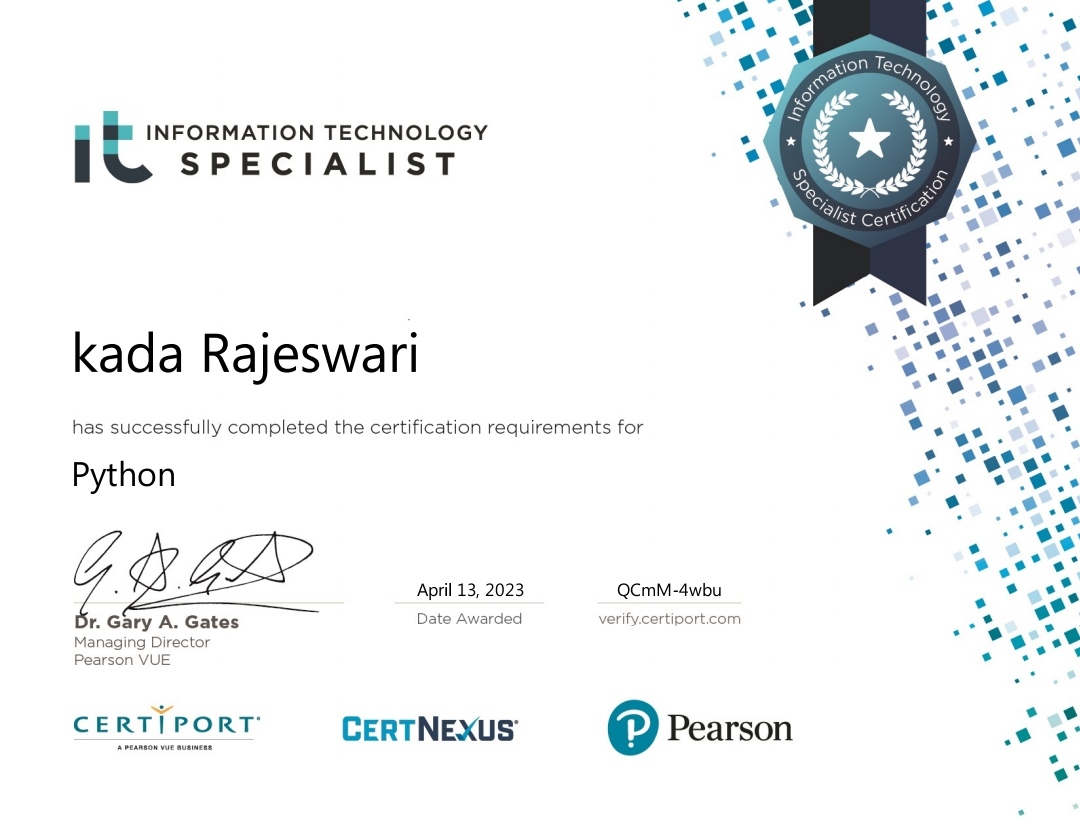 it INFORMATION TECHNOLOGY
SPECIALIST
Information Technology
Specialist Certification
kada Rajeswari
has successfully completed the certification requirements for
Python
Dr. Gary A. Gates
Managing Director
Pearson VUE
April 13, 2023
Date Awarded
QCmM-4wbu
verify.certiport.com
CERTIPORT
A PEARSON VUE BUSINESS
CERTNEXUS
P Pearson